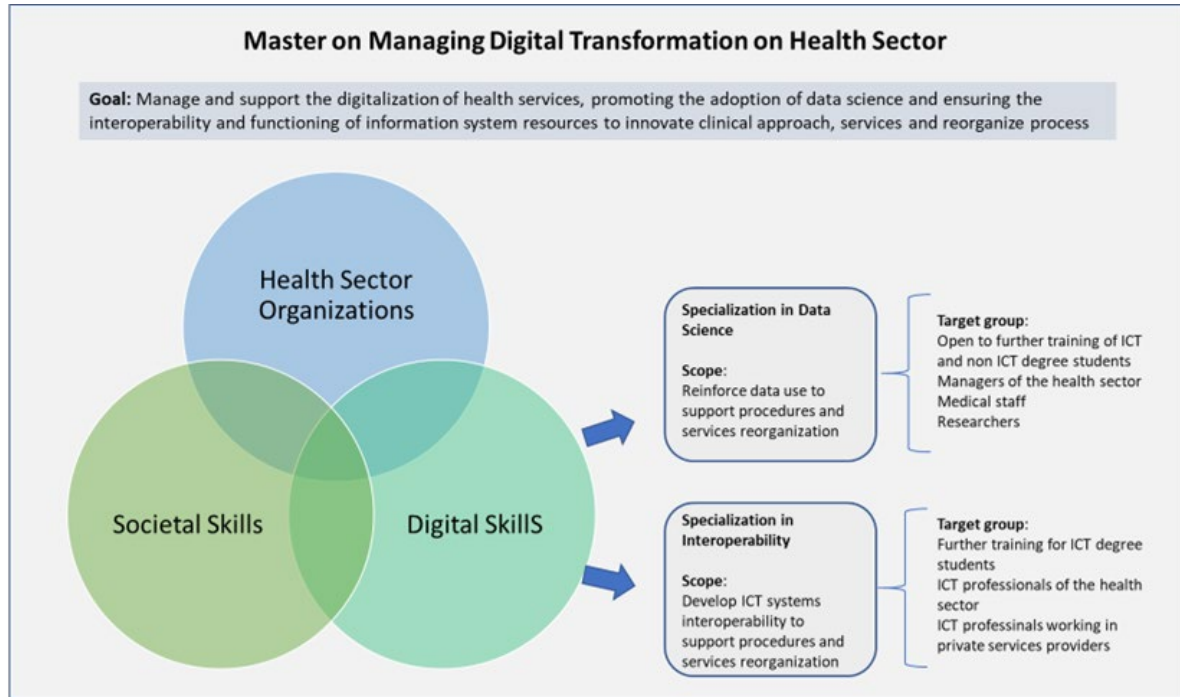 Master on Managing Digital Transformation on Health Sector
Goal: Manage and support the digitalization of health services, promoting the adoption of data science and ensuring the
interoperability and functioning of information system resources to innovate clinical approach, services and reorganize process
Health Sector
Organizations
Societal Skills
Digital SkillS
Specialization in Data
Science
Scope:
Reinforce data use to
support procedures and
services reorganization
Target group:
Open to further training of ICT
and non ICT degree students
Managers of the health sector
Medical staff
Researchers
Specialization in
Interoperability
Scope:
Develop ICT systems
interoperability to
support procedures and
services reorganization
Target group:
Further training for ICT degree
students
ICT professionals of the health
sector
ICT professinals working in
private services providers